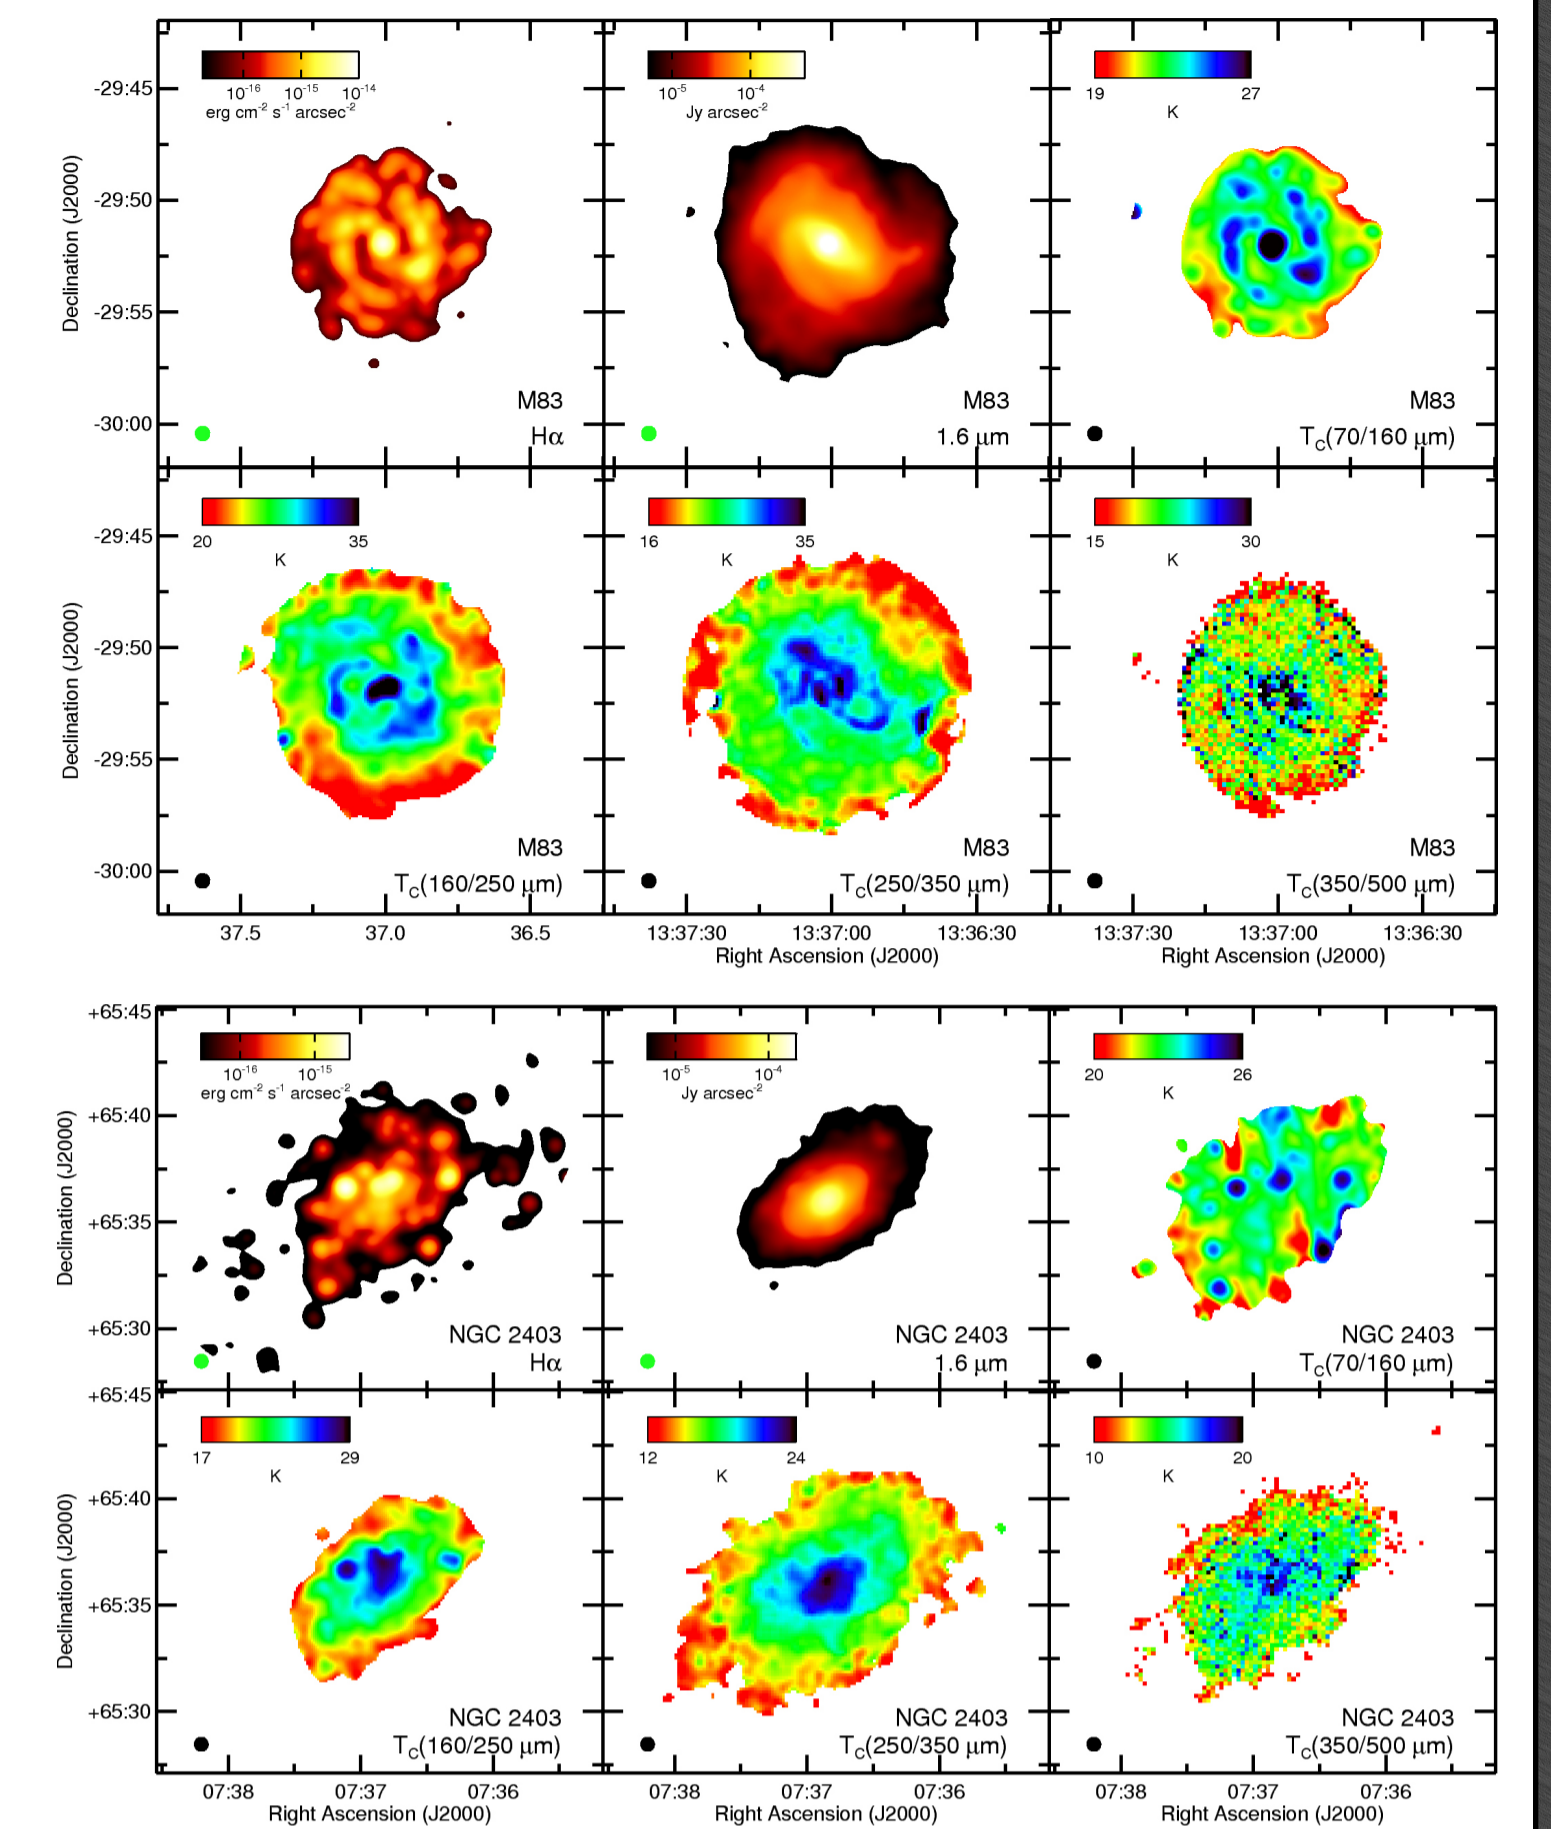 10⁻¹⁶ 10⁻¹⁵ 10⁻¹⁴
erg cm⁻² s⁻¹ arcsec⁻²
10⁻⁵ 10⁻⁴
Jy arcsec⁻²
19 27
K
-29:45
-29:50
-29:55
-30:00
Declination (J2000)
M83
Hα
M83
1.6 μm
M83
T_C(70/160 μm)
20 35
K
16 35
K
15 30
K
-29:45
-29:50
-29:55
-30:00
Declination (J2000)
M83
T_C(160/250 μm)
M83
T_C(250/350 μm)
M83
T_C(350/500 μm)
37.5 37.0 36.5
13:37:30 13:37:00 13:36:30
Right Ascension (J2000)
13:37:30 13:37:00 13:36:30
Right Ascension (J2000)
+65:45
+65:40
+65:35
+65:30
Declination (J2000)
10⁻¹⁶ 10⁻¹⁵
erg cm⁻² s⁻¹ arcsec⁻²
10⁻⁵ 10⁻⁴
Jy arcsec⁻²
20 26
K
NGC 2403
Hα
NGC 2403
1.6 μm
NGC 2403
T_C(70/160 μm)
+65:45
+65:40
+65:35
+65:30
Declination (J2000)
17 29
K
12 24
K
10 20
K
NGC 2403
T_C(160/250 μm)
NGC 2403
T_C(250/350 μm)
NGC 2403
T_C(350/500 μm)
07:38 07:37 07:36
Right Ascension (J2000)
07:38 07:37 07:36
Right Ascension (J2000)
07:38 07:37 07:36
Right Ascension (J2000)